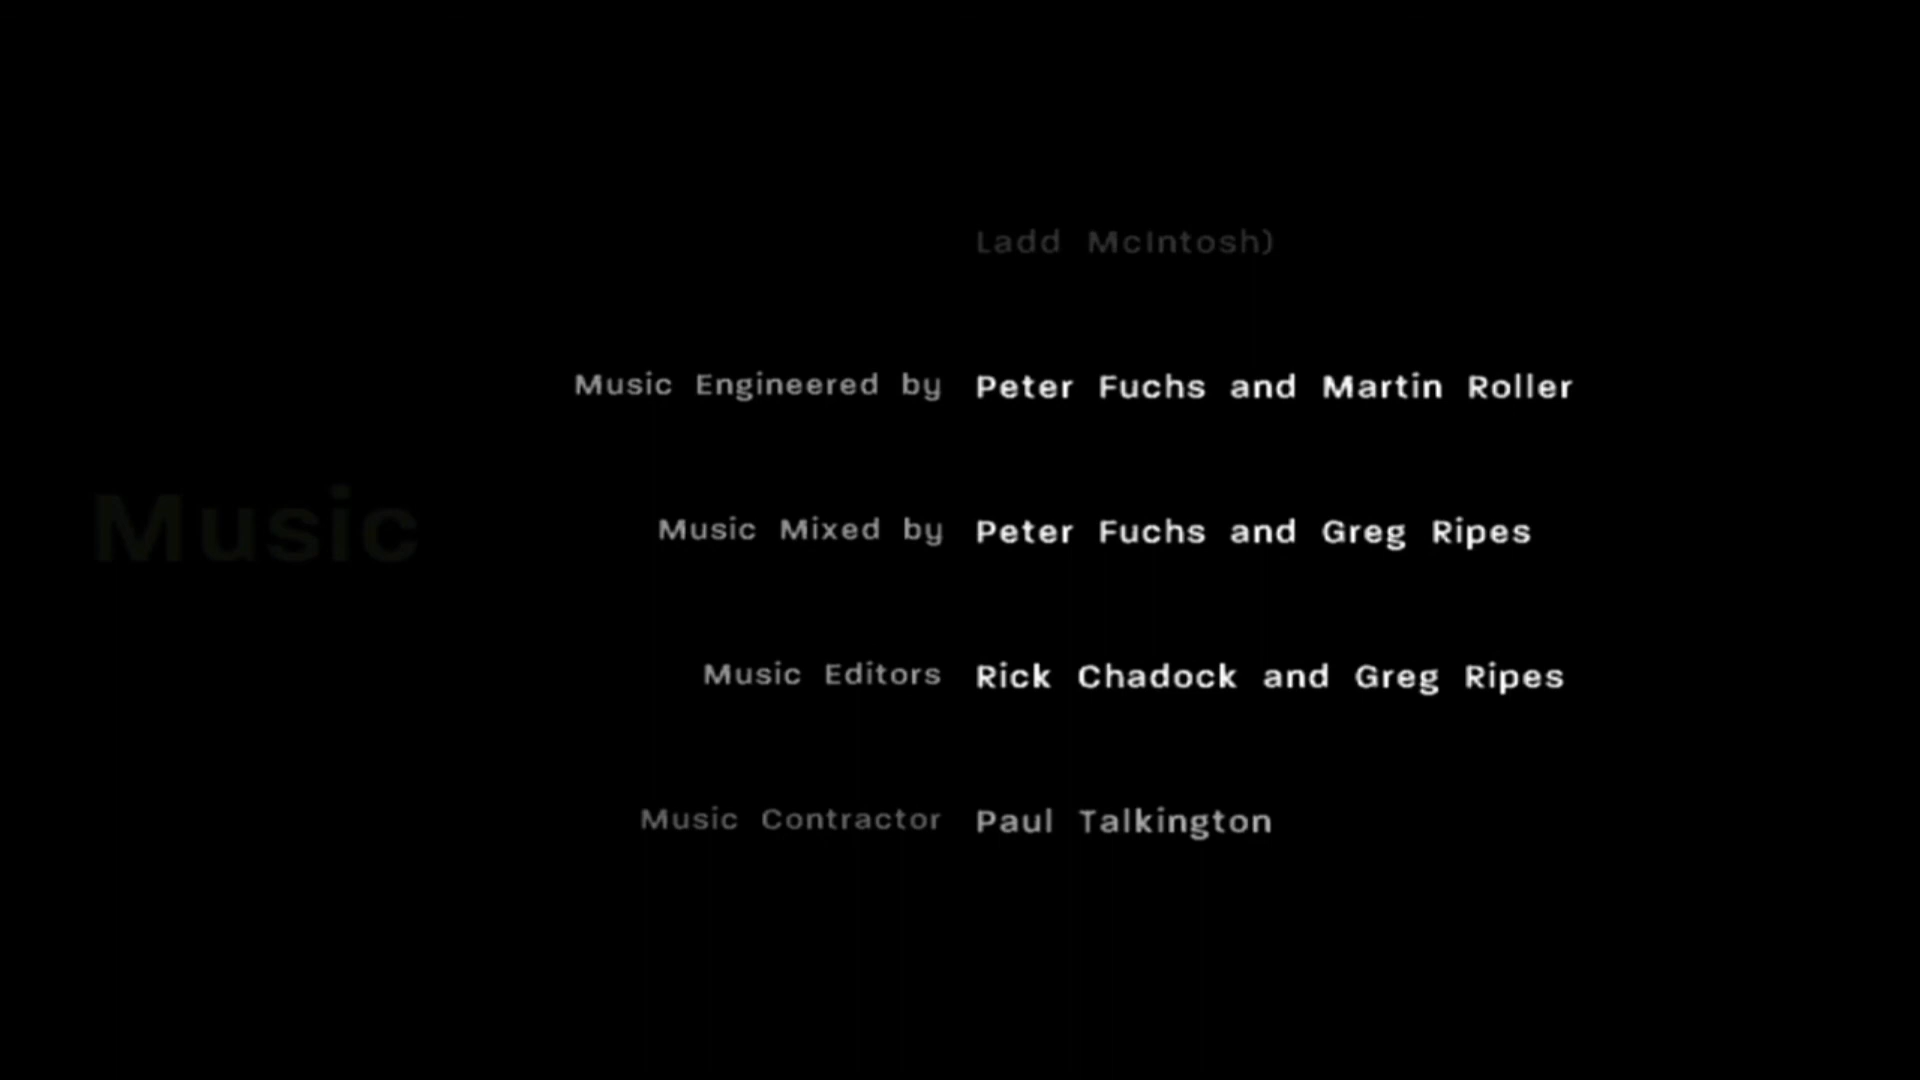 Ladd McIntosh)
Music Engineered by Peter Fuchs and Martin Roller
Music
Music Mixed by Peter Fuchs and Greg Ripes
Music Editors Rick Chadock and Greg Ripes
Music Contractor Paul Talkington